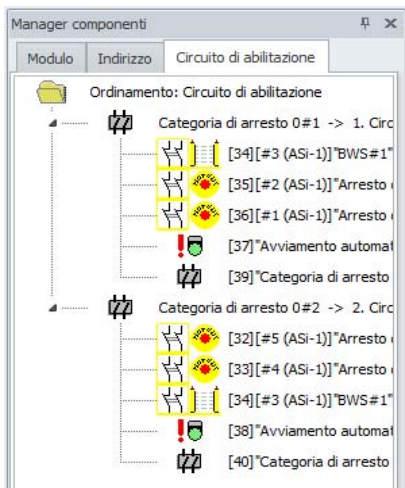 Manager componenti
Modulo Indirizzo Circuito di abilitazione
Ordinamento: Circuito di abilitazione
Categoria di arresto 0#1 -> 1. Circ
[34][#3 (ASi-1)]"BWS#1"
[35][#2 (ASi-1)]"Arresto
[36][#1 (ASi-1)]"Arresto
[37]"Avviamento automat
[39]"Categoria di arresto
Categoria di arresto 0#2 -> 2. Circ
[32][#5 (ASi-1)]"Arresto
[33][#4 (ASi-1)]"Arresto
[34][#3 (ASi-1)]"BWS#1"
[38]"Avviamento automat
[40]"Categoria di arresto